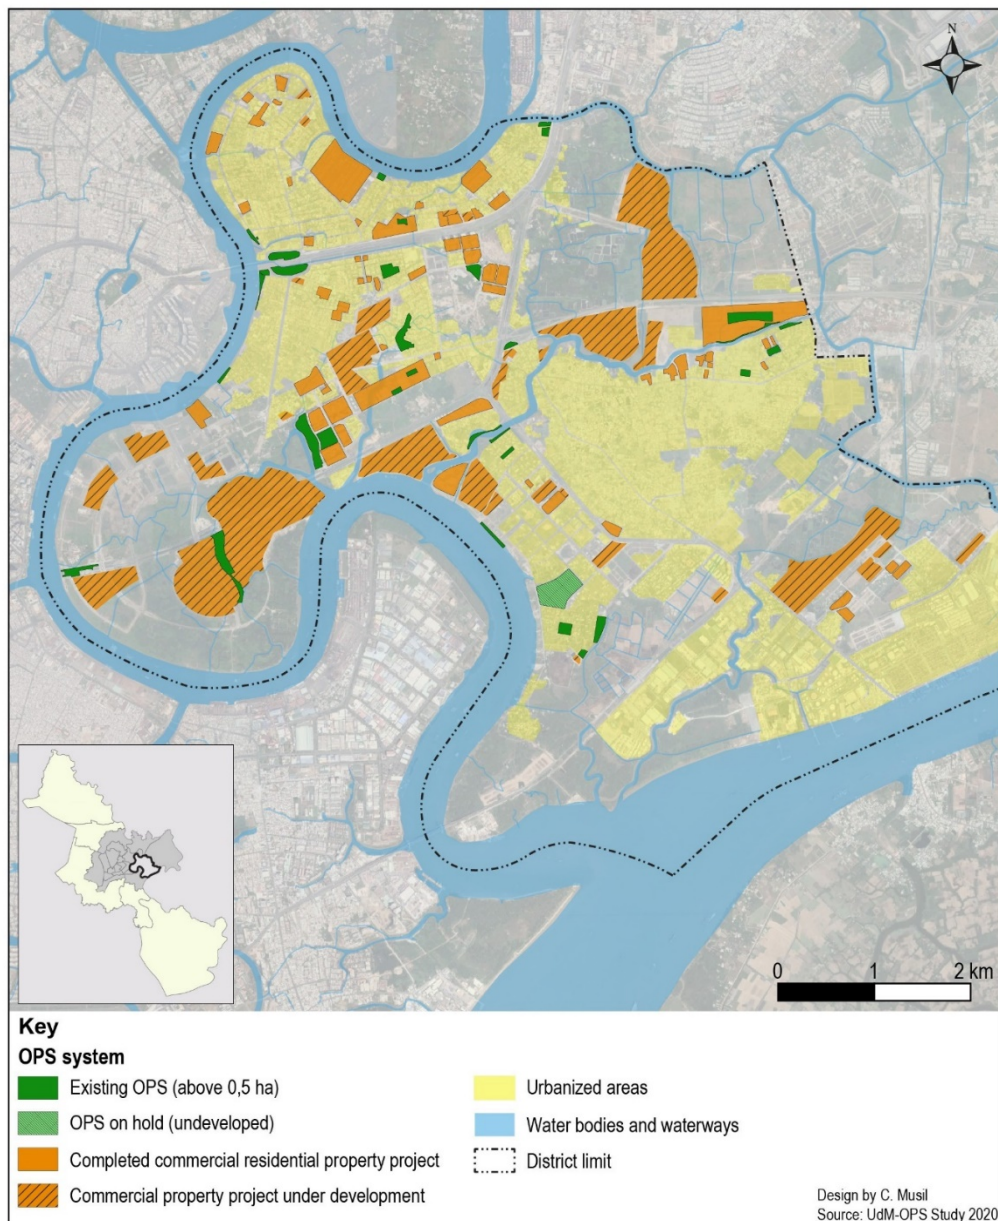 N
0 1 2 km
Key
OPS system
Existing OPS (above 0,5 ha)
OPS on hold (undeveloped)
Completed commercial residential property project
Commercial property project under development
Urbanized areas
Water bodies and waterways
District limit
Design by C. Musil
Source: UdM-OPS Study 2020